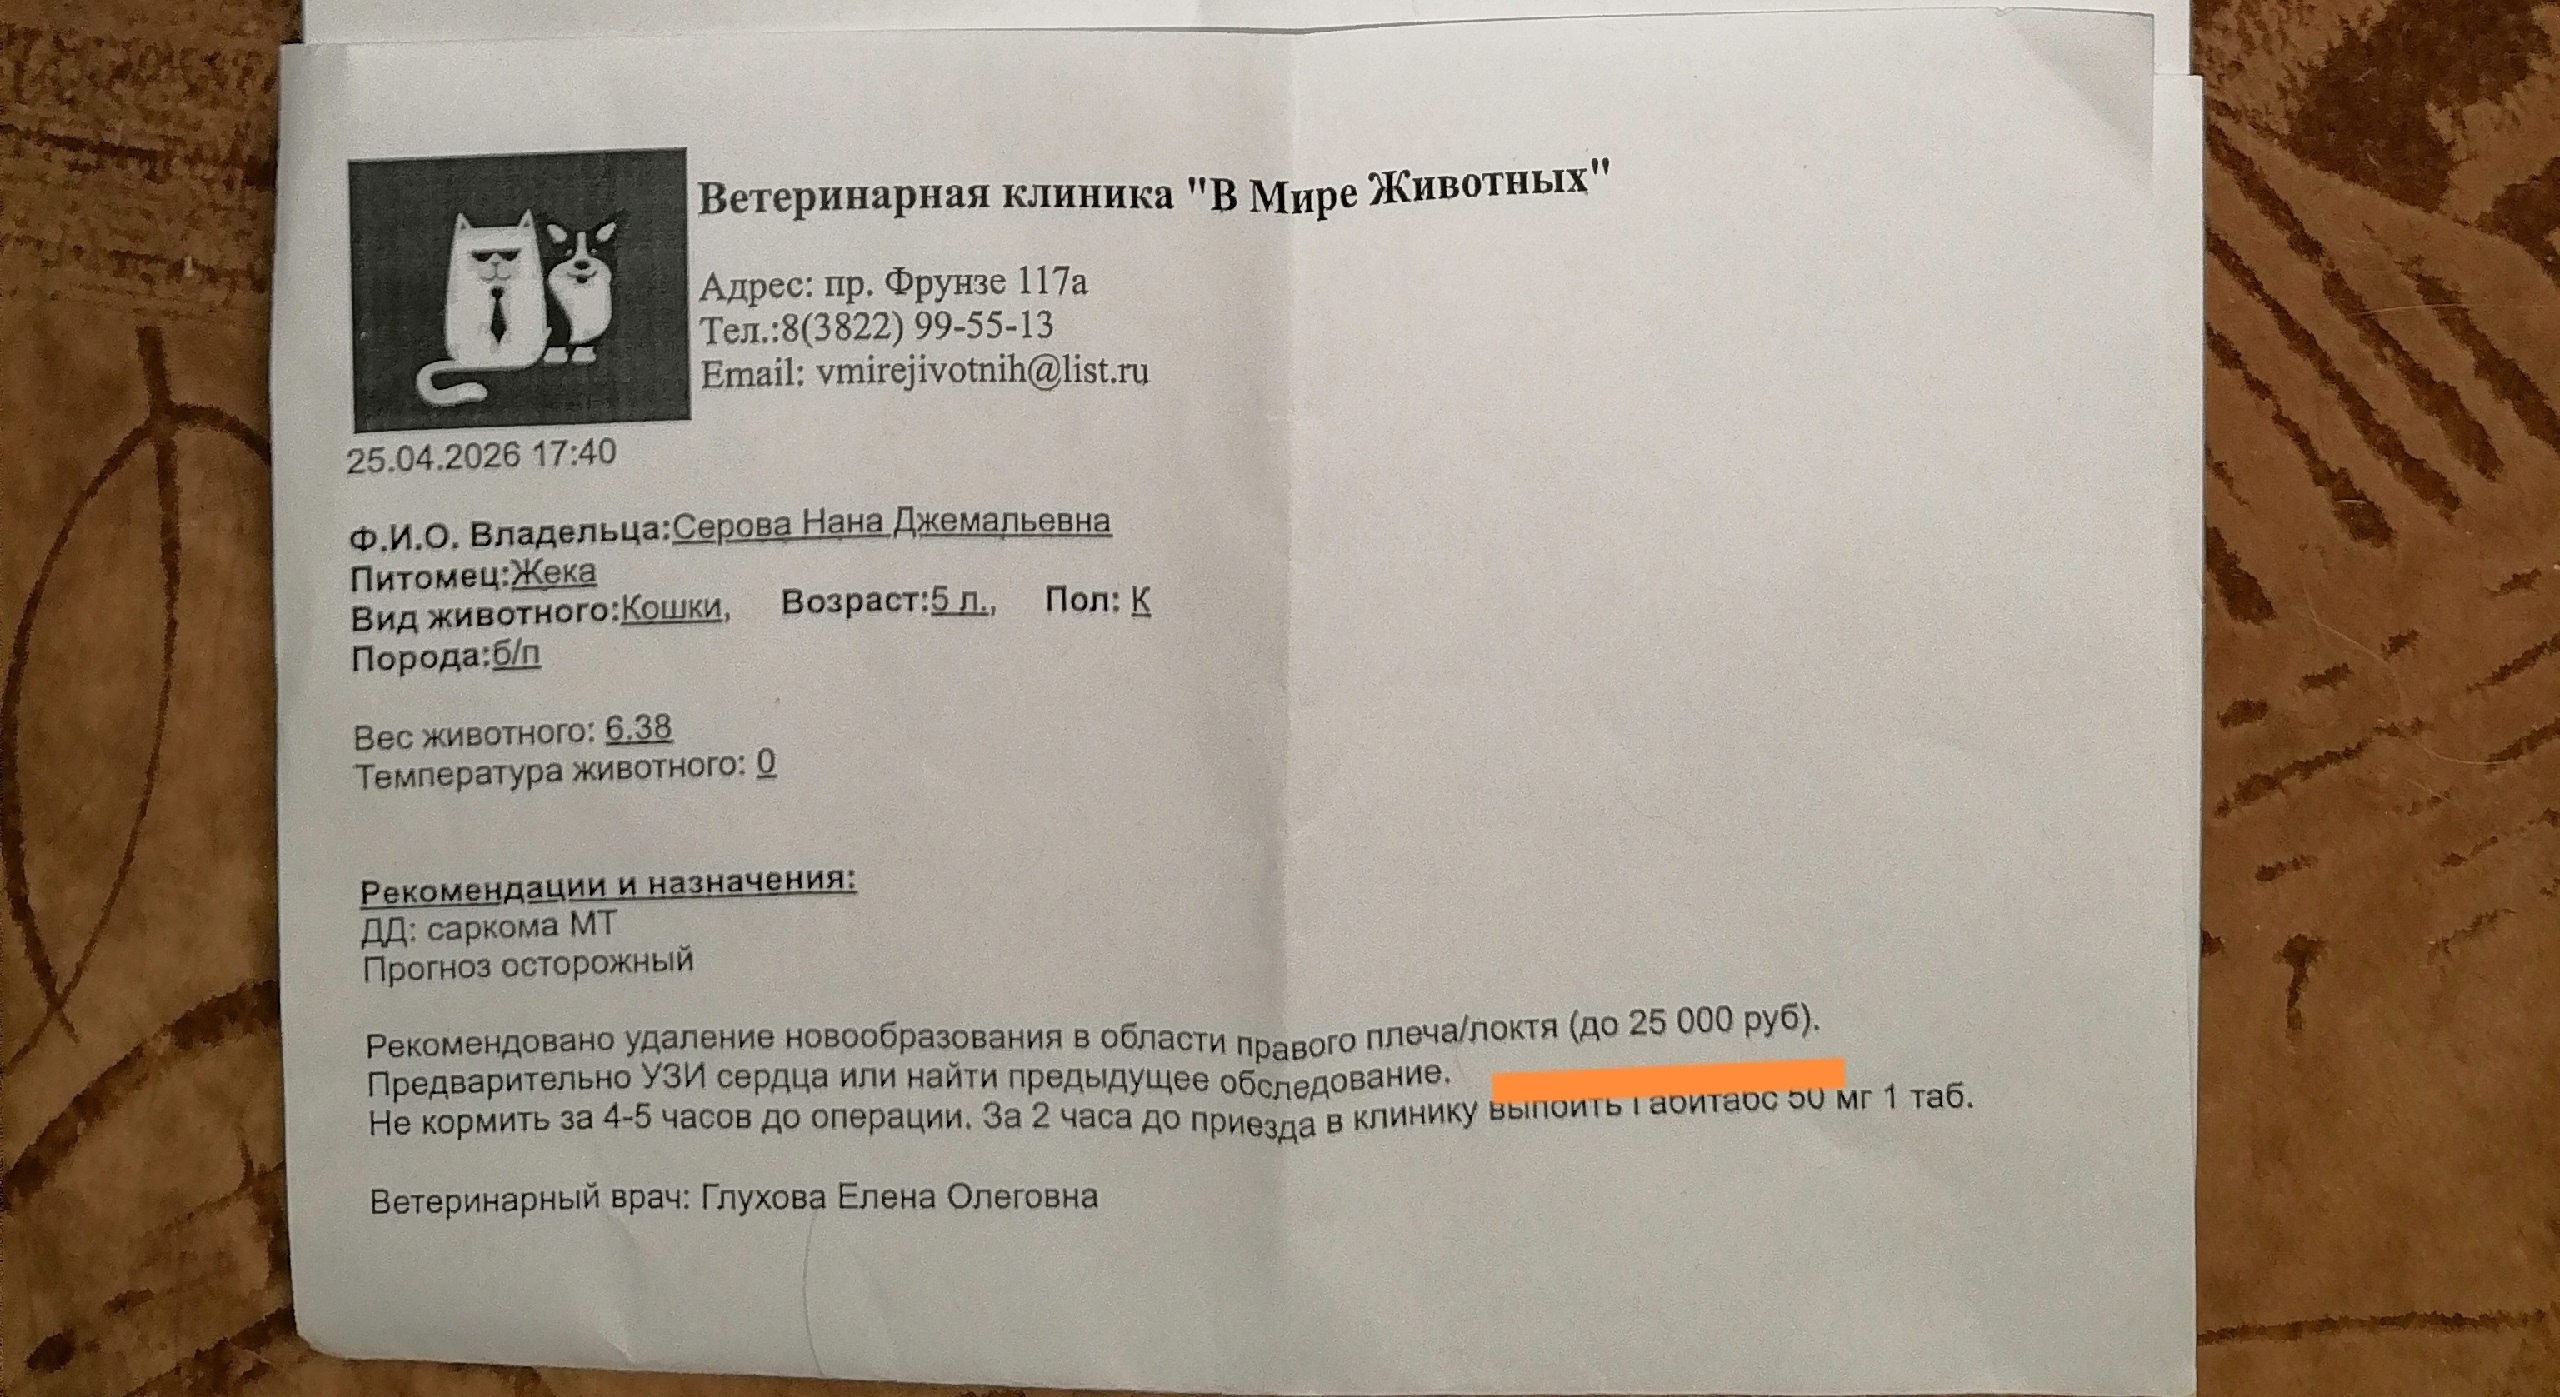 Ветеринарная клиника "В Мире Животных"
Адрес: пр. Фрунзе 117а
Тел.:8(3822) 99-55-13
Email: vmirejivotnih@list.ru
25.04.2026 17:40
Ф.И.О. Владельца:Серова Нана Джемальевна
Питомец:Жека
Вид животного:Кошки, Возраст:5 л., Пол: К
Порода:б/п
Вес животного: 6.38
Температура животного: 0
Рекомендации и назначения:
ДД: саркома МТ
Прогноз осторожный
Рекомендовано удаление новообразования в области правого плеча/локтя (до 25 000 руб).
Предварительно УЗИ сердца или найти предыдущее обследование.
Не кормить за 4-5 часов до операции. За 2 часа до приезда в клинику выпоить Габитабс 50 мг 1 таб.
Ветеринарный врач: Глухова Елена Олеговна